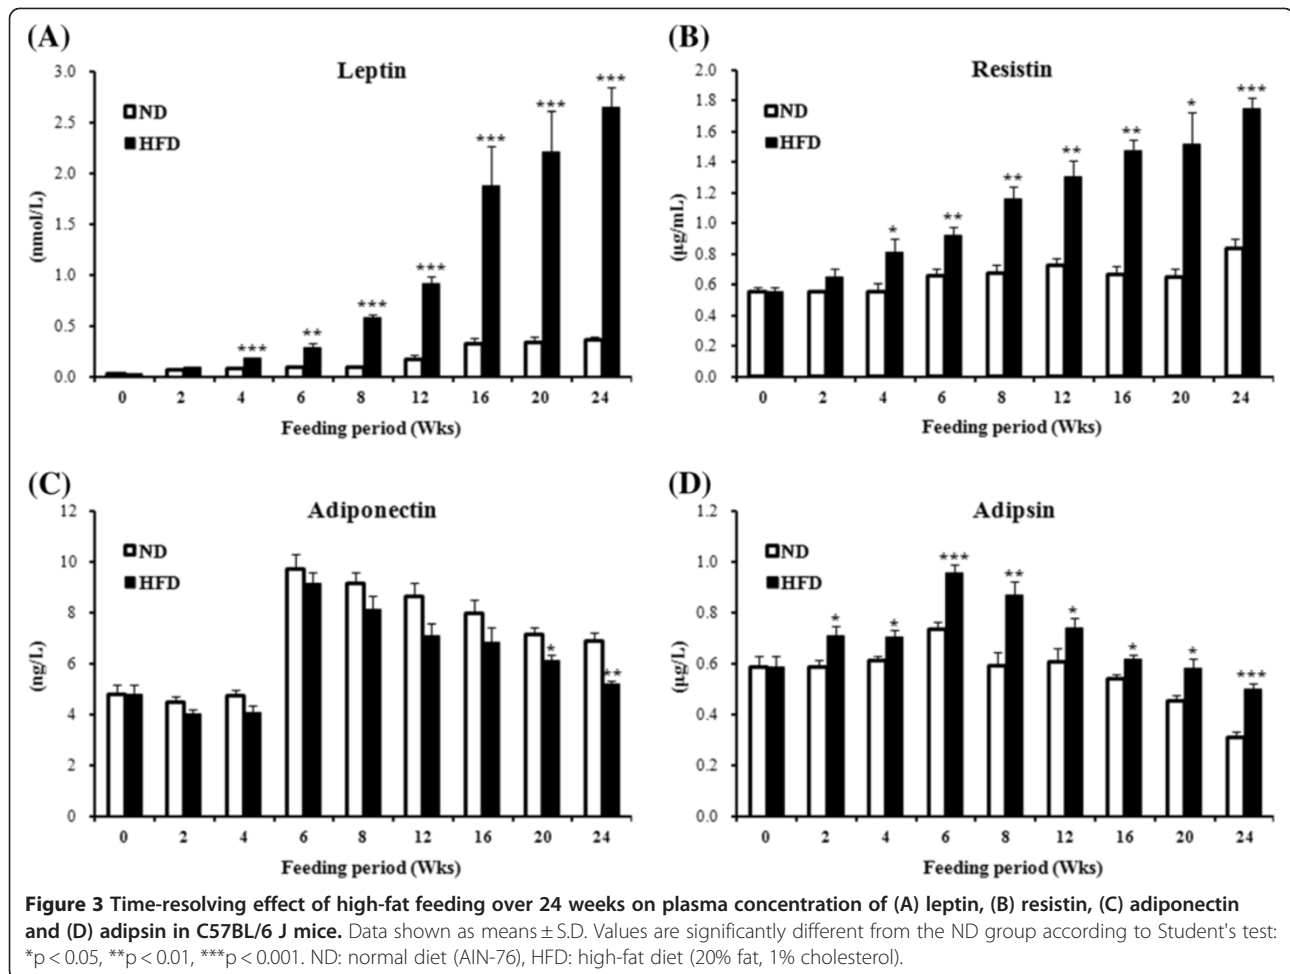 (A)
Leptin
3.0
2.5
2.0
1.5
1.0
0.5
0.0
(nmol/L)
ND
HFD
***
**
***
***
***
***
***
0 2 4 6 8 12 16 20 24
Feeding period (Wks)
(B)
Resistin
2.0
1.8
1.6
1.4
1.2
1.0
0.8
0.6
0.4
0.2
0.0
(µg/mL)
ND
HFD
*
**
**
**
**
*
***
0 2 4 6 8 12 16 20 24
Feeding period (Wks)
(C)
Adiponectin
12
10
8
6
4
2
0
(ng/L)
ND
HFD
*
**
0 2 4 6 8 12 16 20 24
Feeding period (Wks)
(D)
Adipsin
1.2
1.0
0.8
0.6
0.4
0.2
0.0
(µg/L)
ND
HFD
*
*
***
**
*
*
*
***
0 2 4 6 8 12 16 20 24
Feeding period (Wks)
Figure 3 Time-resolving effect of high-fat feeding over 24 weeks on plasma concentration of (A) leptin, (B) resistin, (C) adiponectin
and (D) adipsin in C57BL/6 J mice. Data shown as means ± S.D. Values are significantly different from the ND group according to Student's test:
*p < 0.05, **p < 0.01, ***p < 0.001. ND: normal diet (AIN-76), HFD: high-fat diet (20% fat, 1% cholesterol).